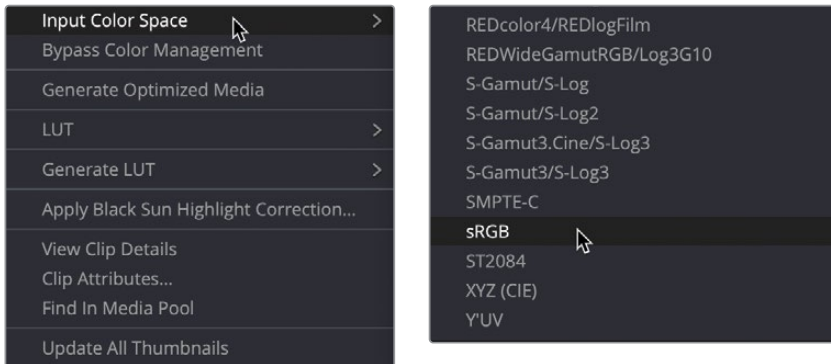 Input Color Space
Bypass Color Management
Generate Optimized Media
LUT
Generate LUT
Apply Black Sun Highlight Correction...
View Clip Details
Clip Attributes...
Find In Media Pool
Update All Thumbnails
REDcolor4/REDlogFilm
REDWideGamutRGB/Log3G10
S-Gamut/S-Log
S-Gamut/S-Log2
S-Gamut3.Cine/S-Log3
S-Gamut3/S-Log3
SMPTE-C
sRGB
ST2084
XYZ (CIE)
Y'UV